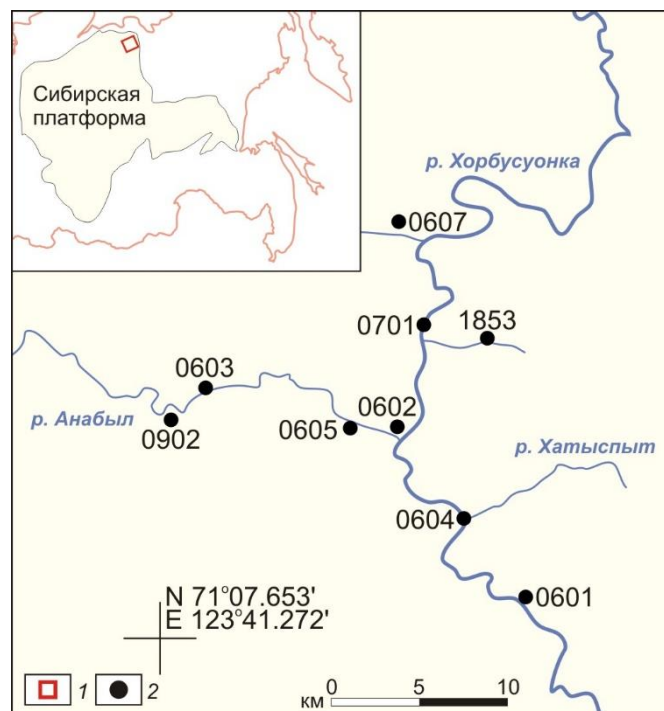 Сибирская
платформа
р. Хорбусуонка
0607
0701
1853
0603
0602
р. Анабыл
0902
0605
р. Хатыспыт
0604
N 71°07.653'
E 123°41.272'
0601
1
2
км
0
5
10